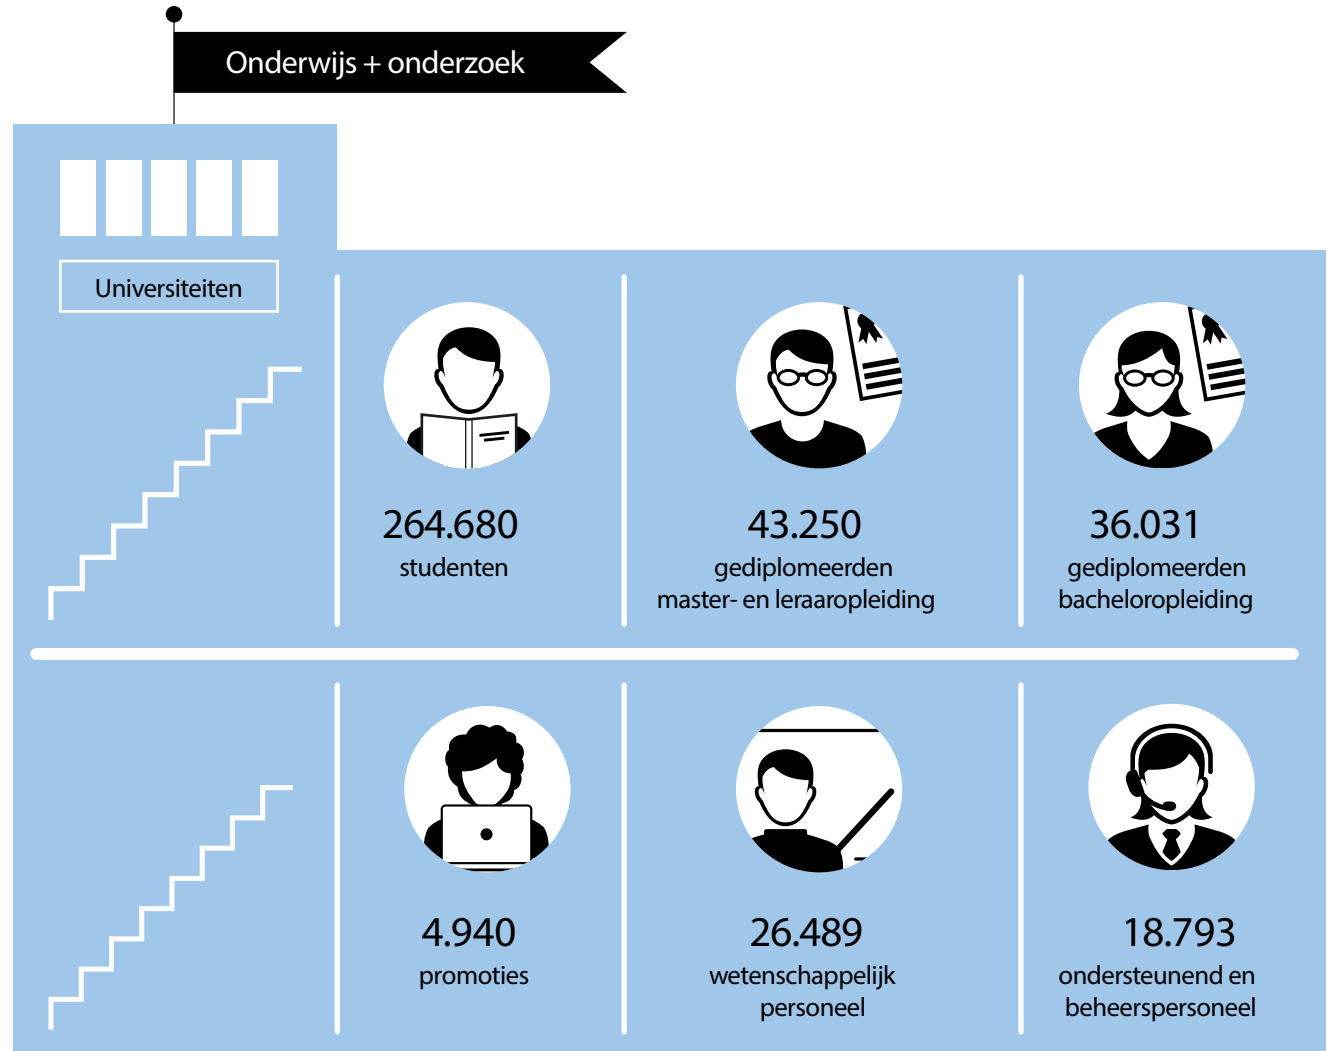 Onderwijs + onderzoek
Universiteiten
264.680
studenten
43.250
gediplomeerden
master- en leraaropleiding
36.031
gediplomeerden
bacheloropleiding
4.940
promoties
26.489
wetenschappelijk
personeel
18.793
ondersteunend en
beheerspersoneel